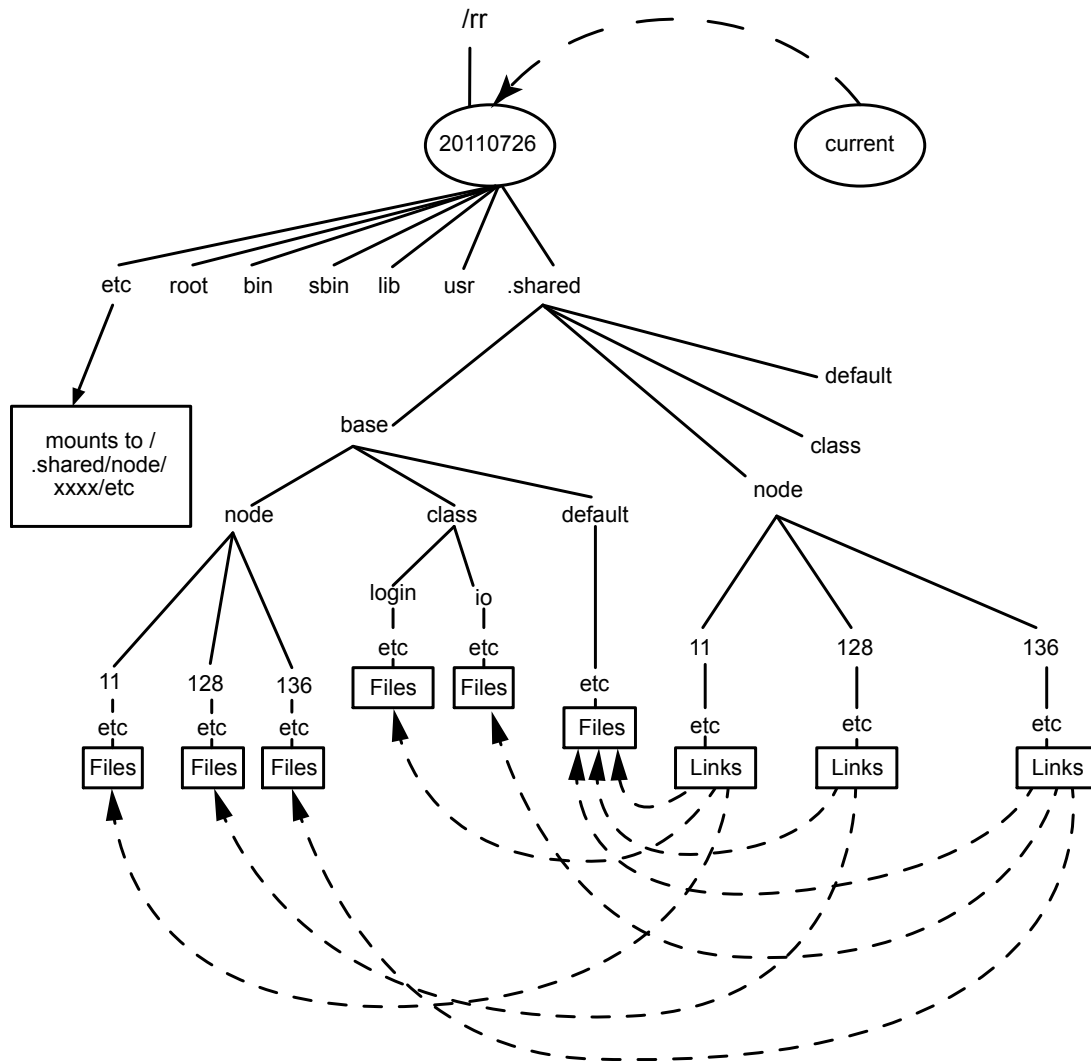 /rr
20110726
current
etc
root
bin
sbin
lib
usr
.shared
default
mounts to /
.shared/node/
xxxx/etc
base
class
node
node
class
default
login
io
11
128
136
etc
etc
11
128
136
etc
Files
Files
etc
etc
etc
Files
etc
etc
etc
Files
Files
Files
Links
Links
Links